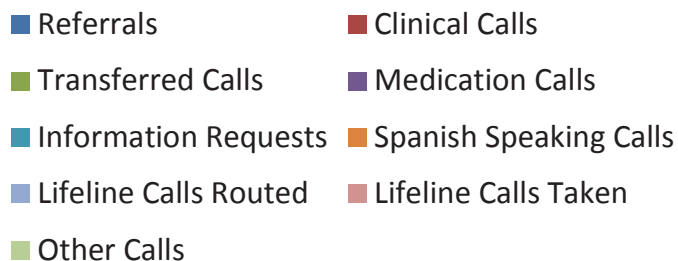 Referrals Clinical Calls
Transferred Calls Medication Calls
Information Requests Spanish Speaking Calls
Lifeline Calls Routed Lifeline Calls Taken
Other Calls